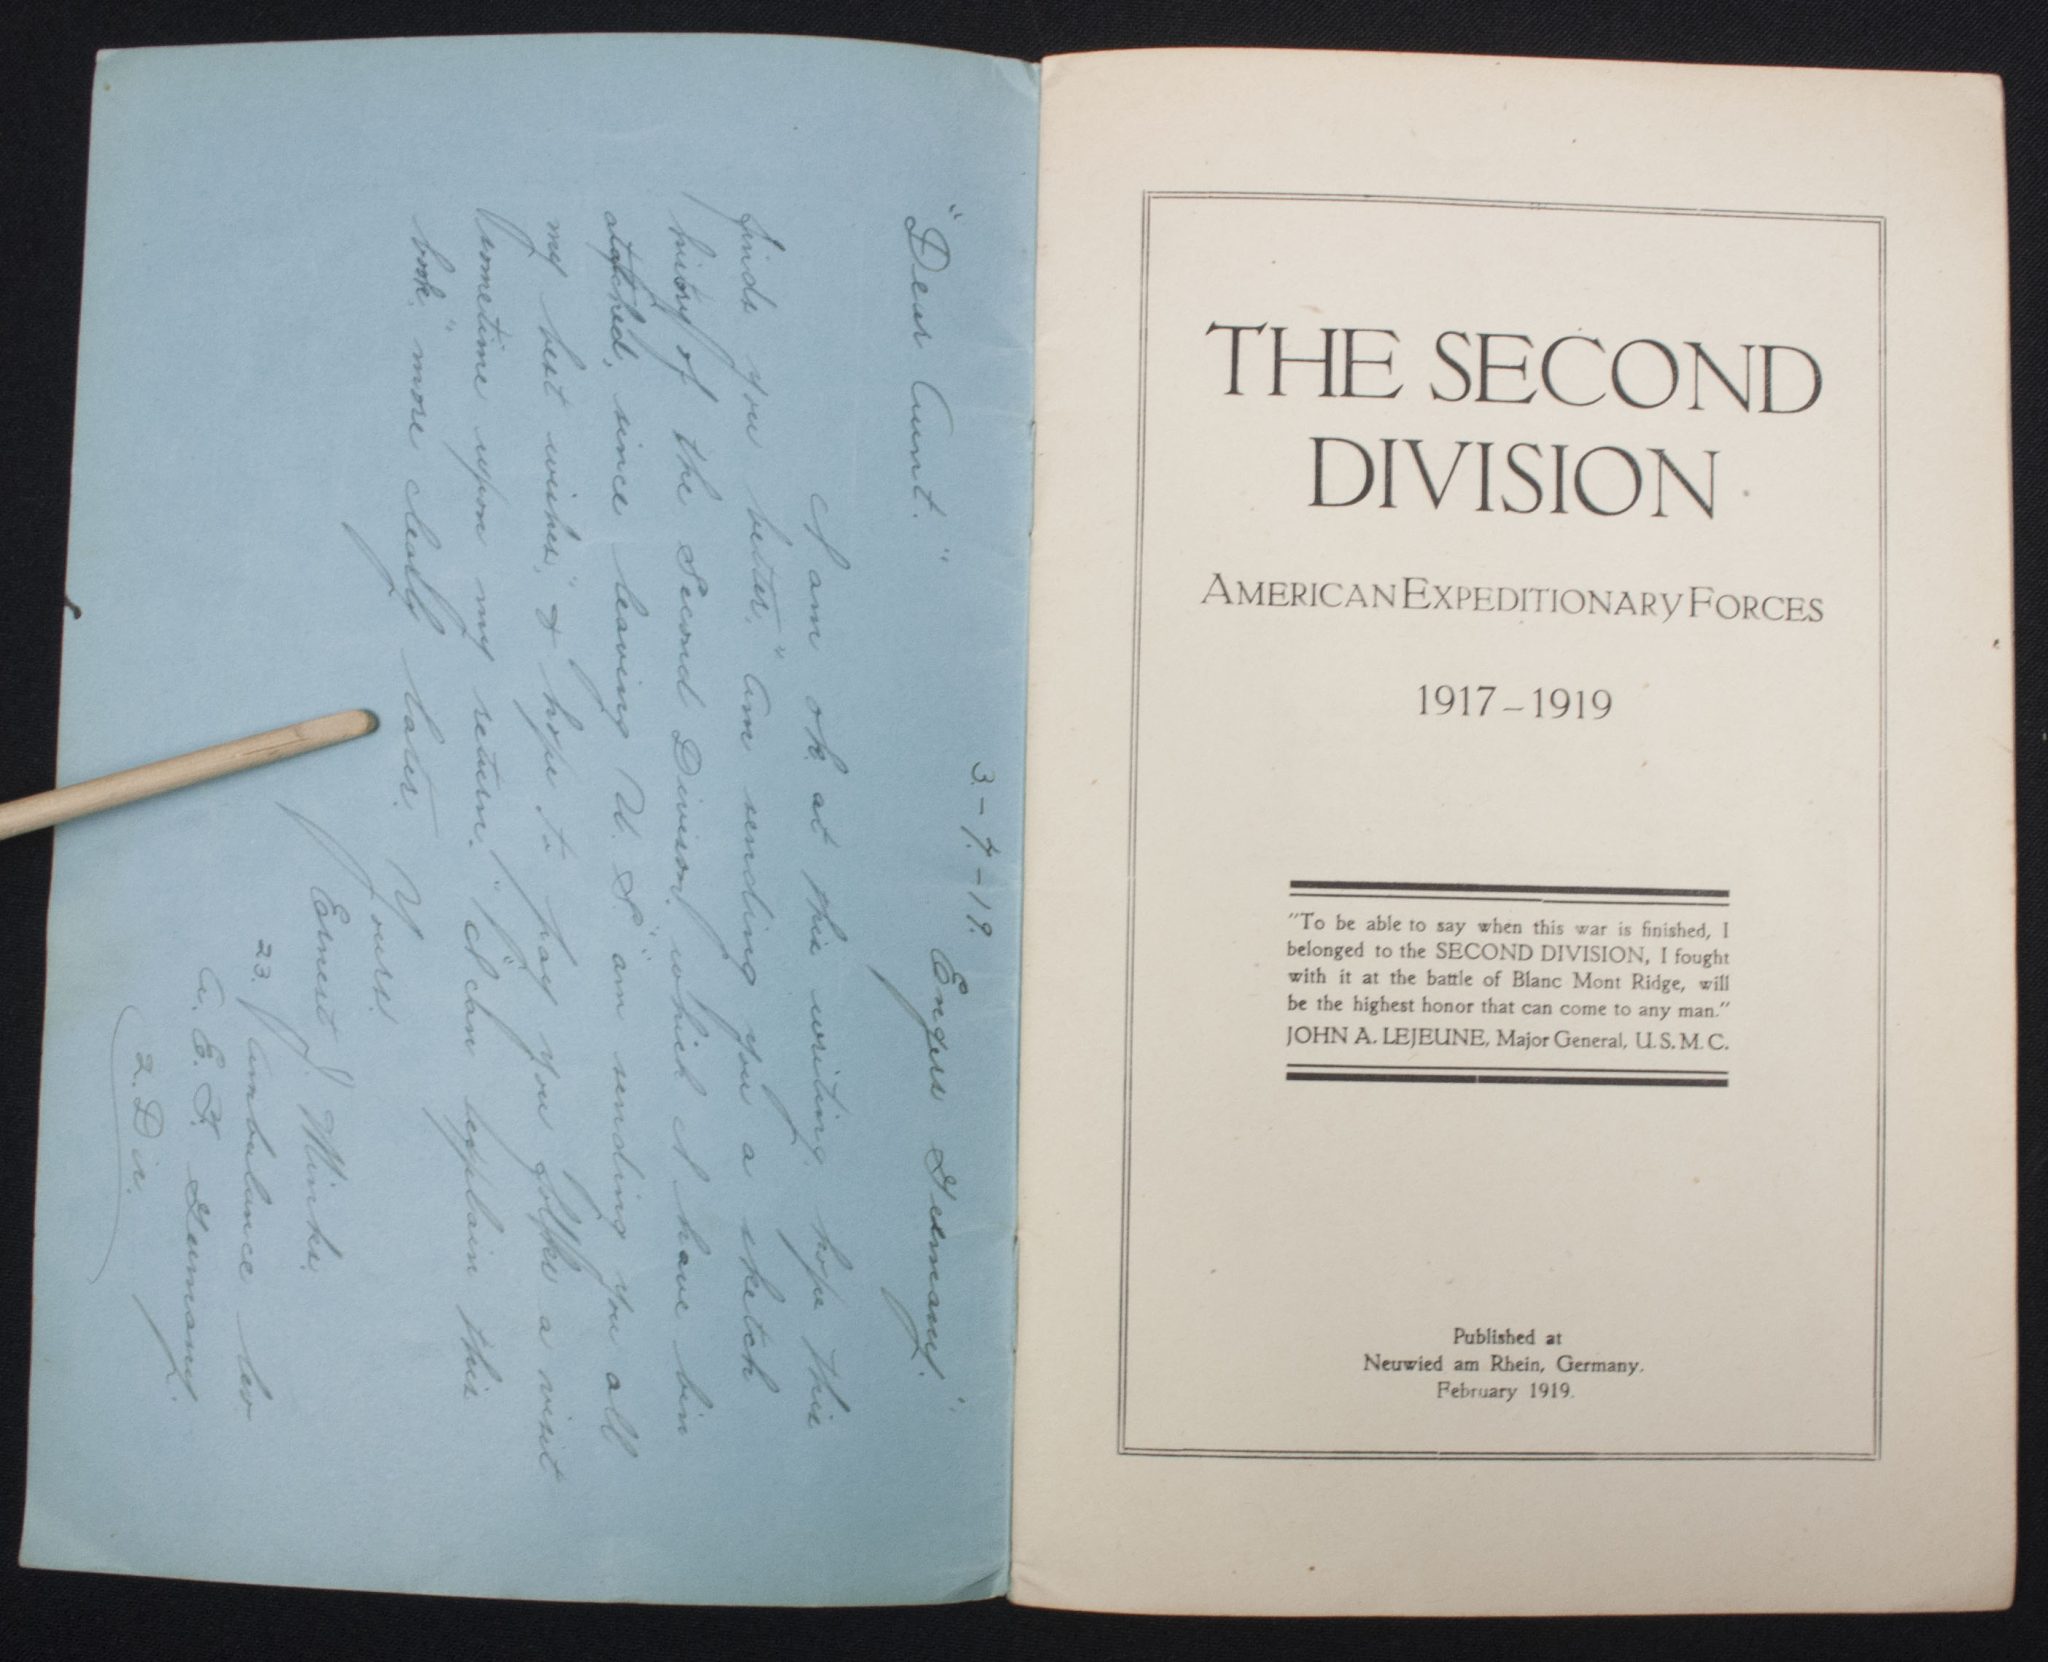 3-7-19.
Engers Germany.
"Dear Aunt."
I am ok at this writing, hope this
finds you better." Am sending you a sketch
history of the Second Division, which I have bin
attached, since leaving U. S." am sending you all
my best wishes," & hope to pay you folks a visit
sometime upon my return." "I can explain this
book" more clearly later.
Yours.
Ernest J. Minks.
23. Ambulance Co
A. E. F. Germany.
2. Div.
THE SECOND
DIVISION
AMERICAN EXPEDITIONARY FORCES
1917-1919
"To be able to say when this war is finished, I
belonged to the SECOND DIVISION, I fought
with it at the battle of Blanc Mont Ridge, will
be the highest honor that can come to any man."
JOHN A. LEJEUNE, Major General, U. S. M. C.
Published at
Neuwied am Rhein, Germany.
February 1919.